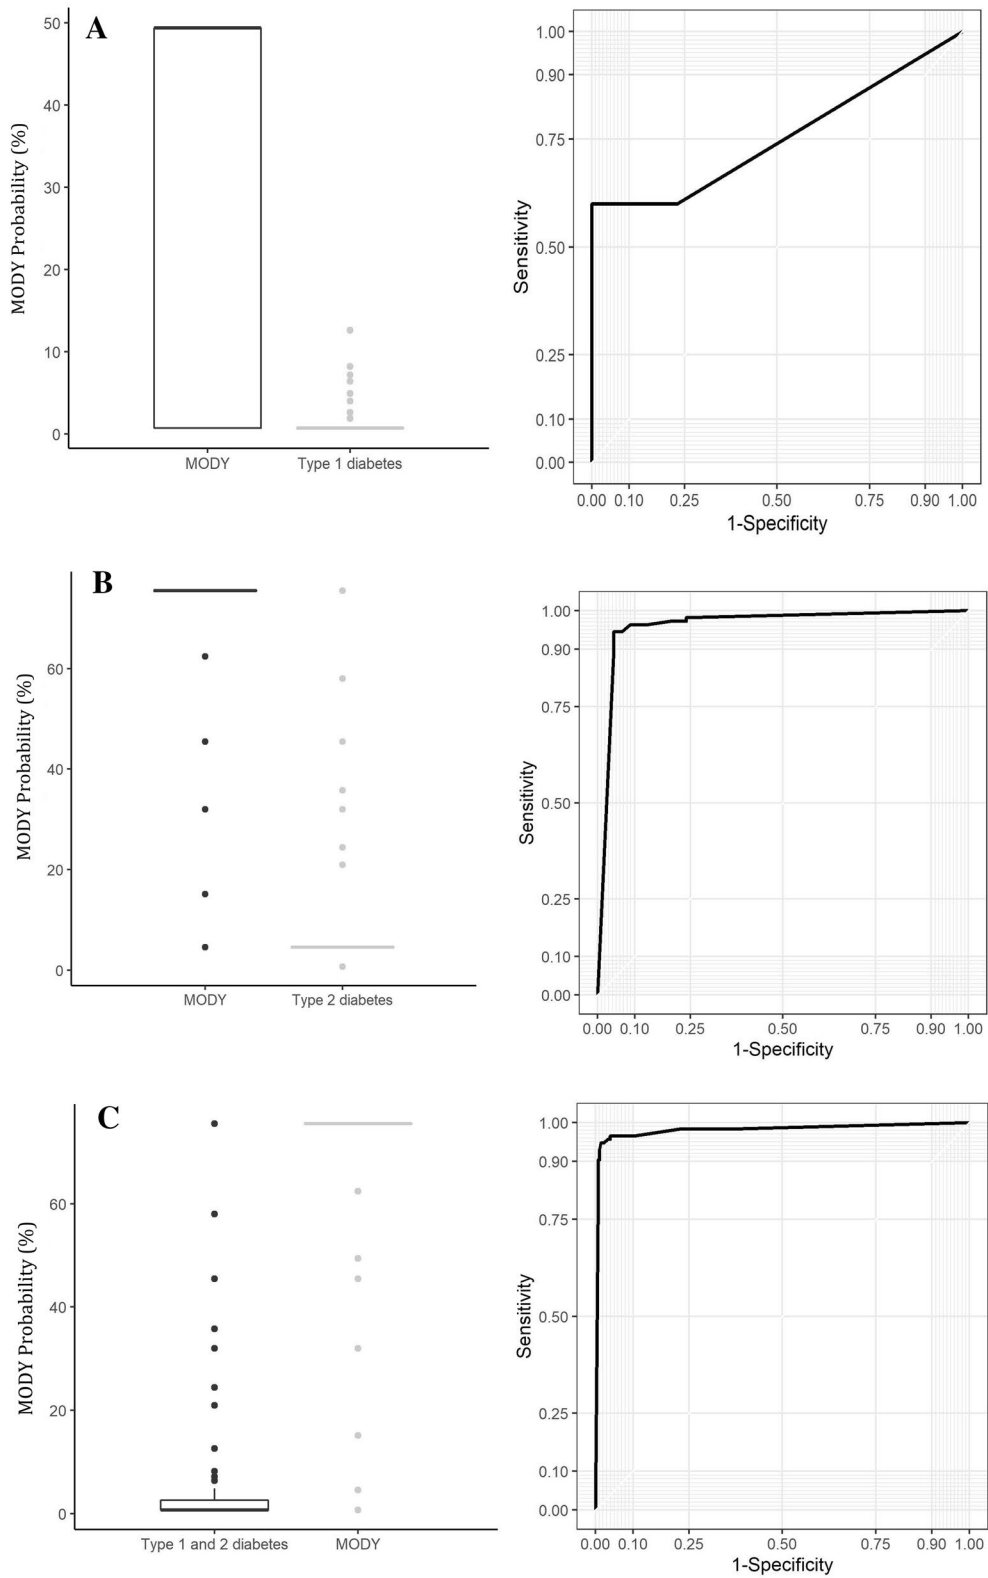 A
MODY Probability (%)
50
40
30
20
10
0
MODY
Type 1 diabetes
Sensitivity
1.00
0.90
0.75
0.50
0.25
0.10
0.00
0.00 0.10 0.25 0.50 0.75 0.90 1.00
1-Specificity
B
MODY Probability (%)
60
40
20
0
MODY
Type 2 diabetes
Sensitivity
1.00
0.90
0.75
0.50
0.25
0.10
0.00
0.00 0.10 0.25 0.50 0.75 0.90 1.00
1-Specificity
C
MODY Probability (%)
60
40
20
0
Type 1 and 2 diabetes
MODY
Sensitivity
1.00
0.90
0.75
0.50
0.25
0.10
0.00
0.00 0.10 0.25 0.50 0.75 0.90 1.00
1-Specificity